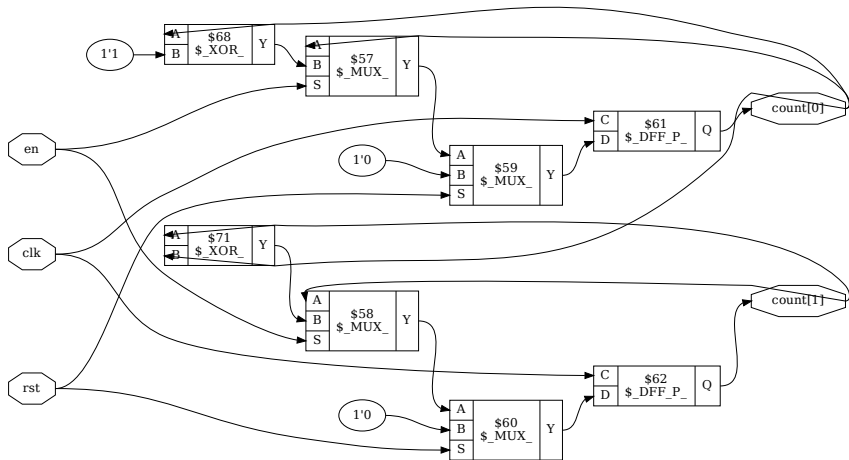 A
B
$68
$_XOR_
Y
1'1
A
B
S
$57
$_MUX_
Y
count[0]
C
D
$61
$_DFF_P_
Q
en
1'0
A
B
S
$59
$_MUX_
Y
A
B
$71
$_XOR_
Y
clk
A
B
S
$58
$_MUX_
Y
count[1]
C
D
$62
$_DFF_P_
Q
rst
1'0
A
B
S
$60
$_MUX_
Y